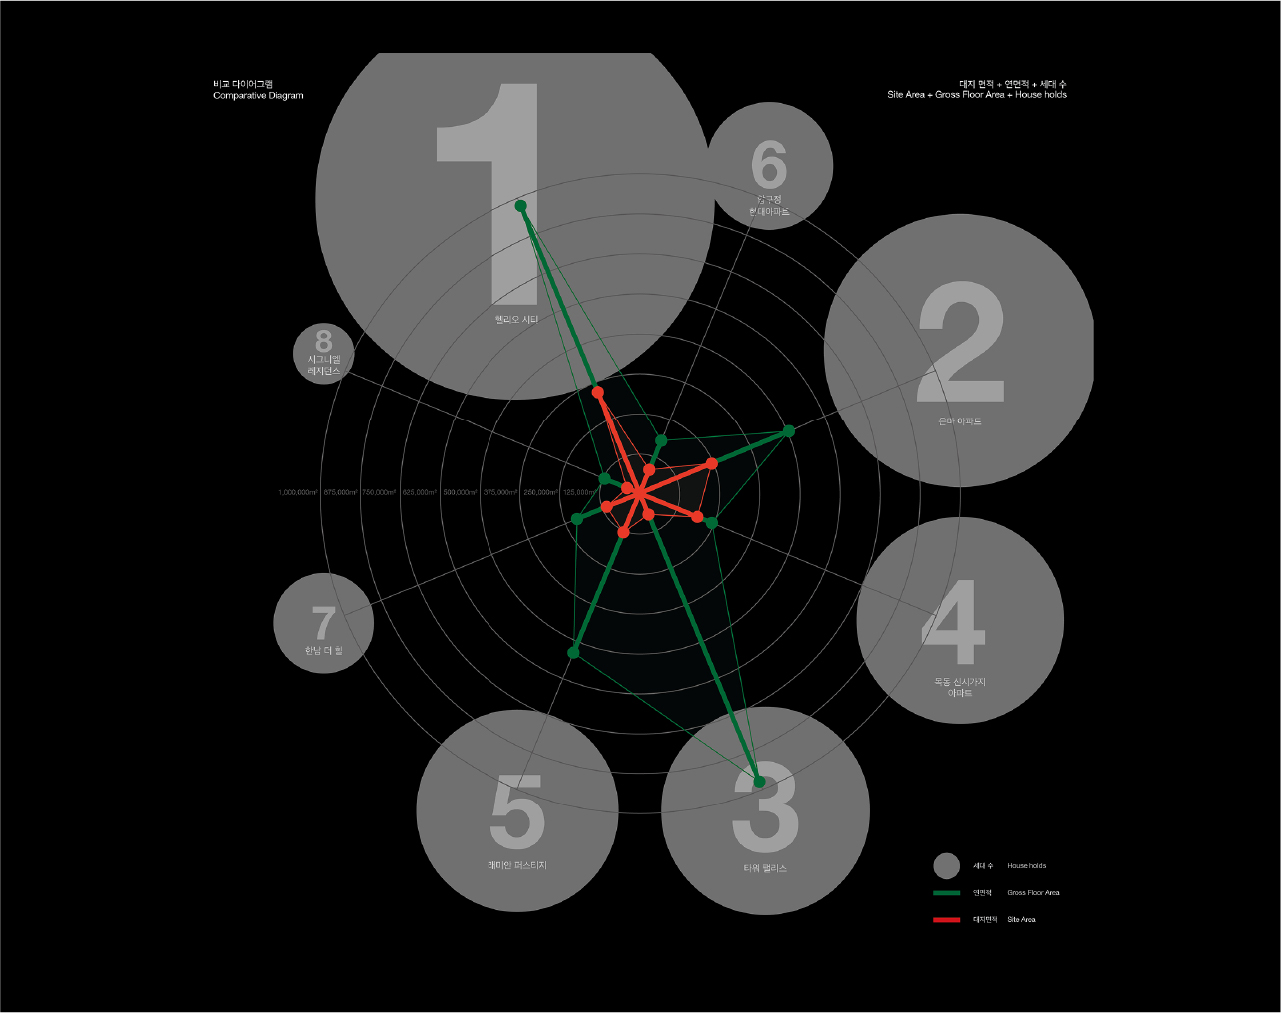 비교 다이어그램
Comparative Diagram
대지 면적 + 연면적 + 세대 수
Site Area + Gross Floor Area + House holds
1
헬리오 시티
6
압구정
현대아파트
2
은마 아파트
8
시그니엘
레지던스
1,000,000m² 875,000m² 750,000m² 625,000m² 500,000m² 375,000m² 250,000m² 125,000m²
4
목동 신시가지
아파트
7
한남 더 힐
5
래미안 퍼스티지
3
타워 팰리스
세대 수 House holds
연면적 Gross Floor Area
대지면적 Site Area